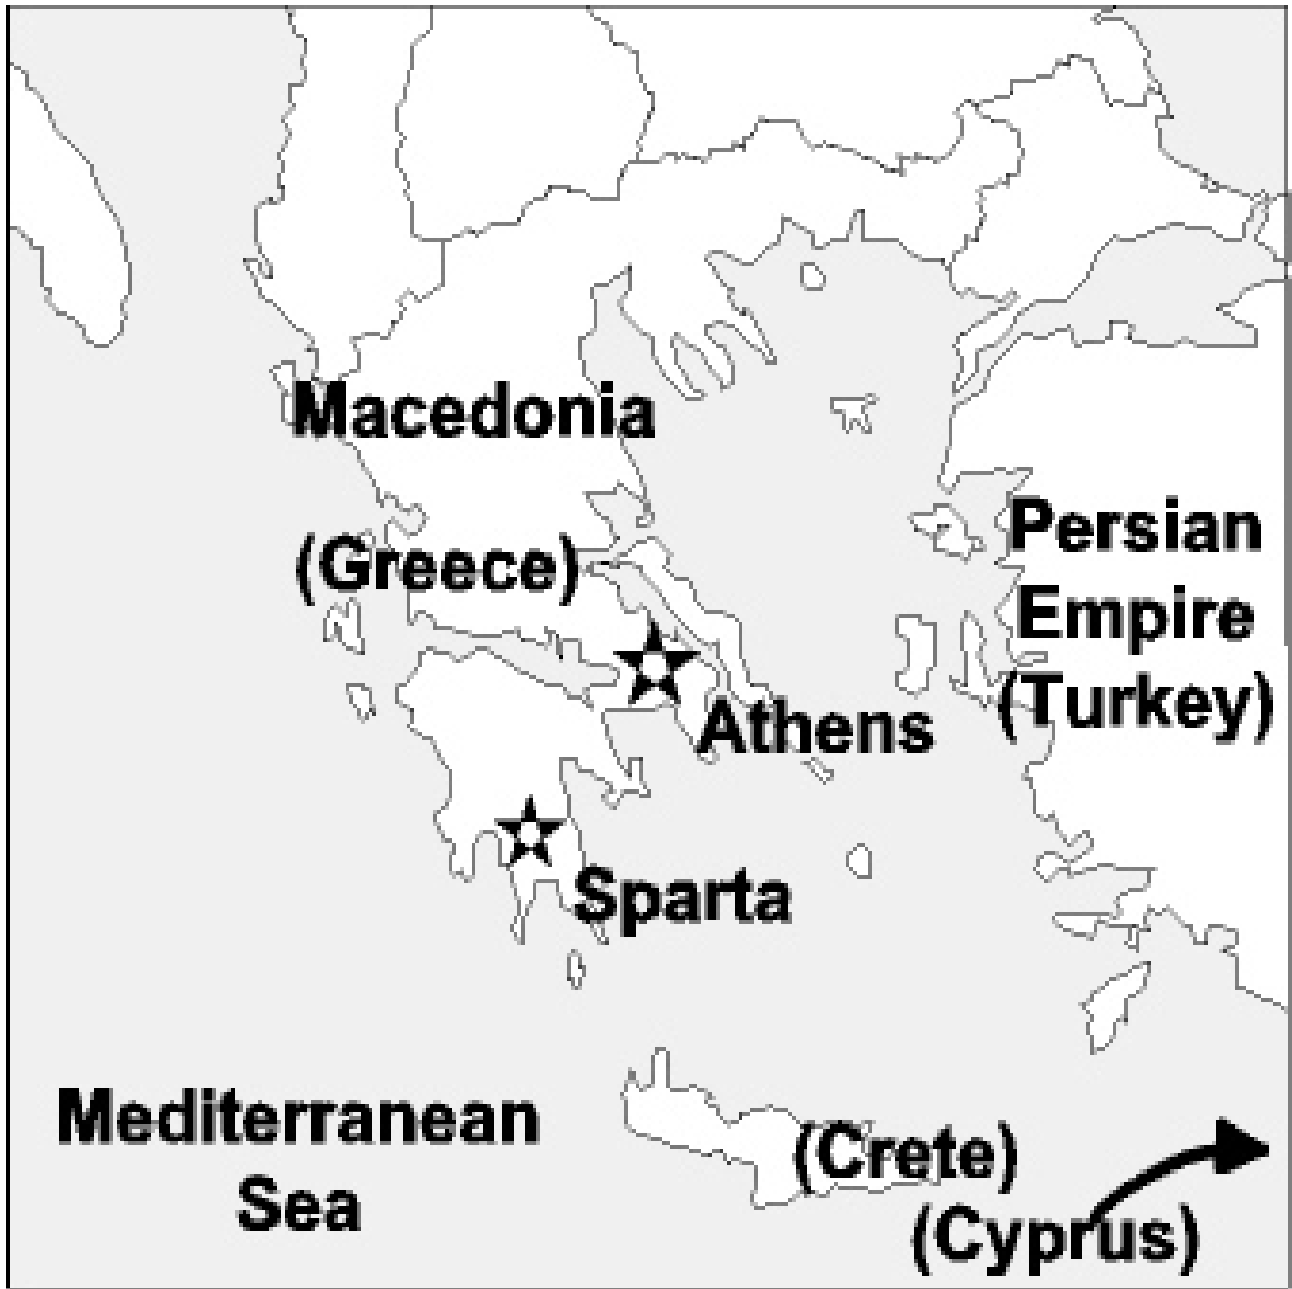 Macedonia
(Greece)
Persian
Empire
(Turkey)
Athens
Sparta
Mediterranean
Sea
(Crete)
(Cyprus)